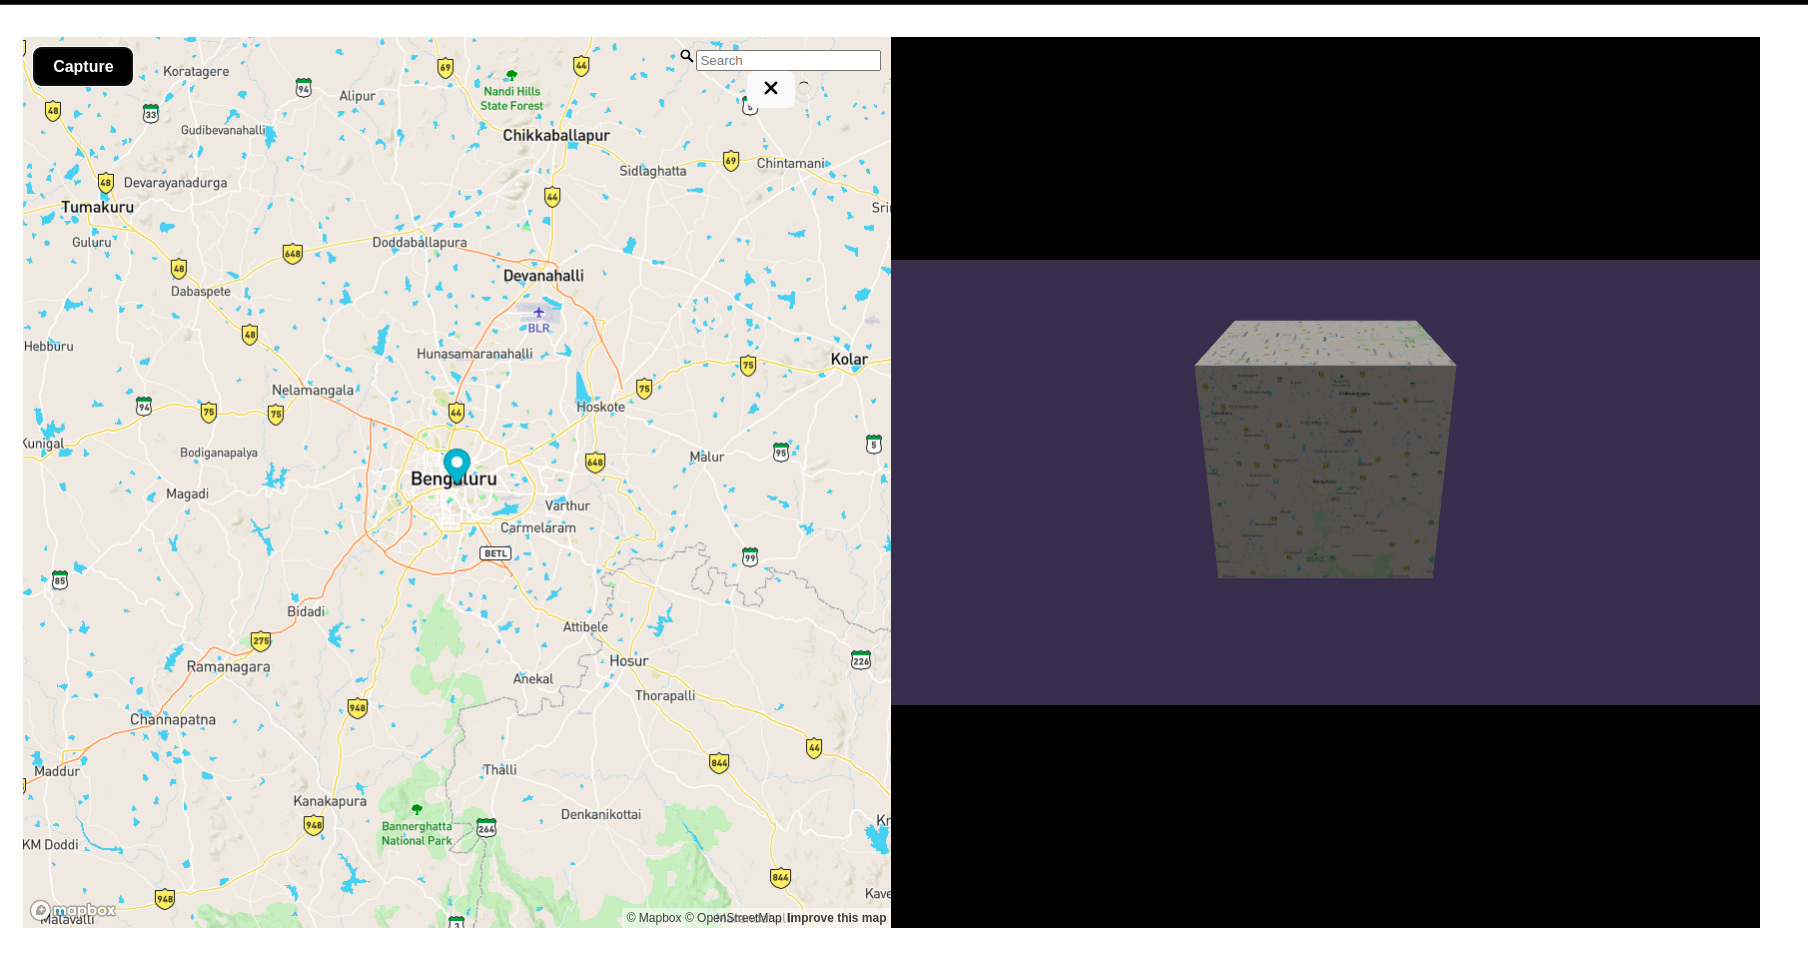 Capture
Search
Koratagere
69
44
94
Alipur
Nandi Hills
State Forest
48
33
5
Gudibevanahalli
Chikkaballapur
69
Chintamani
Sidlaghatta
48
Devarayanadurga
44
Tumakuru
Sri
Guluru
648
Doddaballapura
48
Devanahalli
Dabaspete
BLR
48
Hebburu
Hunasamaranahalli
Kolar
75
Nelamangala
75
94
75
75
44
Hoskote
Kunigal
5
Bodiganapalya
95
Malur
648
Bengaluru
Magadi
Varthur
Carmelaram
BETL
99
85
Bidadi
Attibele
275
Ramanagara
Hosur
226
Anekal
Thorapalli
948
Channapatna
44
844
Maddur
Thalli
Kanakapura
948
Denkanikottai
Bannerghatta
National Park
264
Kr
KM Doddi
844
948
Kave
mapbox
Malavalli
3
© Mapbox © OpenStreetMap Improve this map